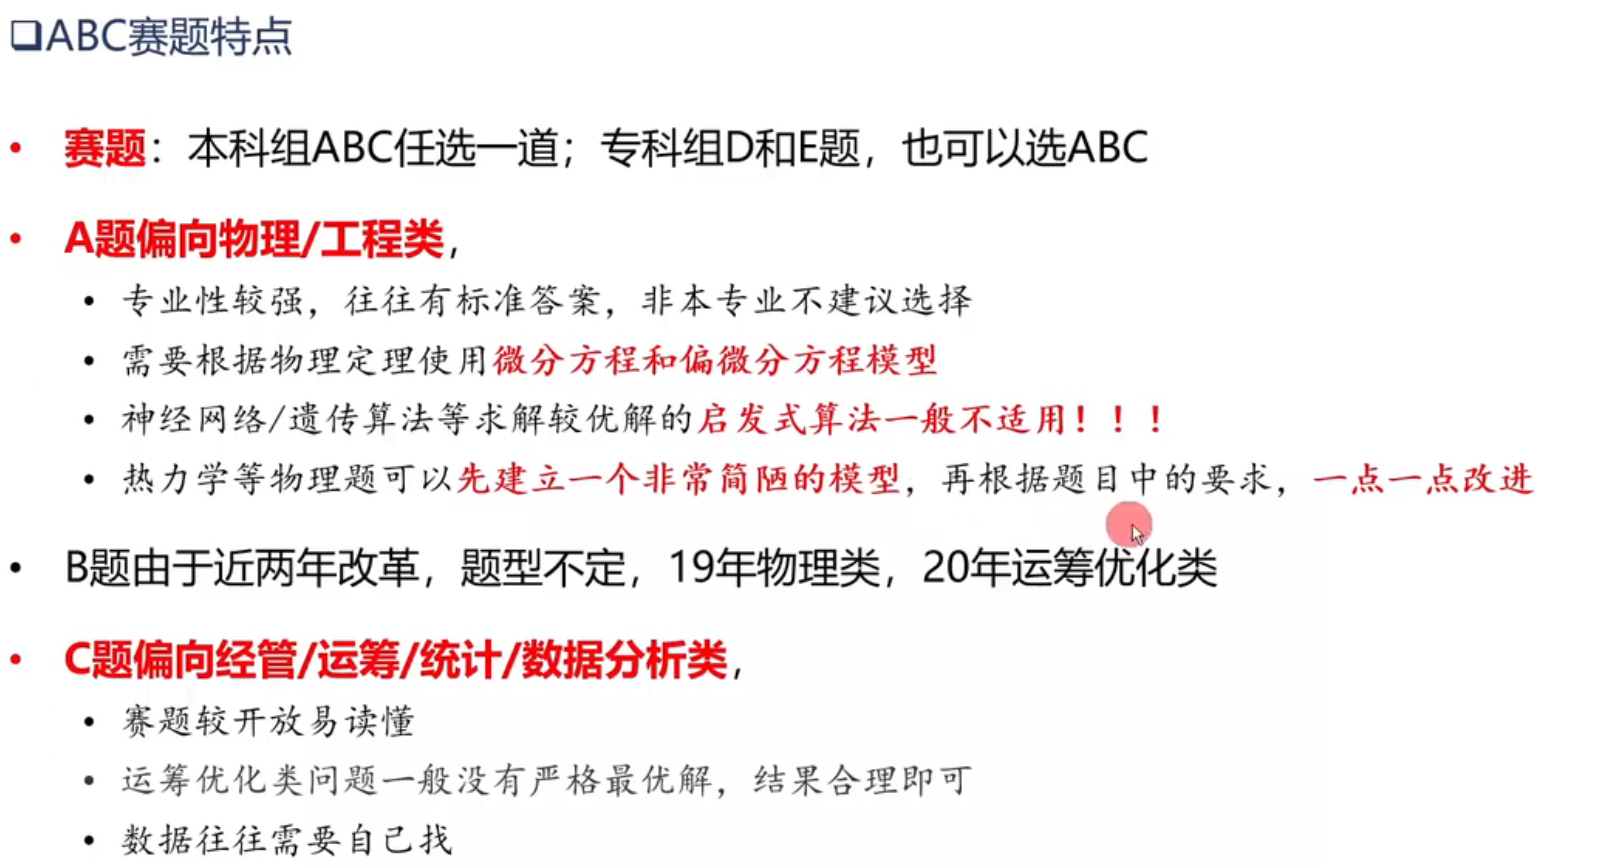 ❑ABC赛题特点
• 赛题：本科组ABC任选一道；专科组D和E题，也可以选ABC
• A题偏向物理/工程类，
• 专业性较强，往往有标准答案，非本专业不建议选择
• 需要根据物理定理使用微分方程和偏微分方程模型
• 神经网络/遗传算法等求解较优解的启发式算法一般不适用！！！
• 热力学等物理题可以先建立一个非常简陋的模型，再根据题目中的要求，一点一点改进
• B题由于近两年改革，题型不定，19年物理类，20年运筹优化类
• C题偏向经管/运筹/统计/数据分析类，
• 赛题较开放易读懂
• 运筹优化类问题一般没有严格最优解，结果合理即可
• 数据往往需要自己找